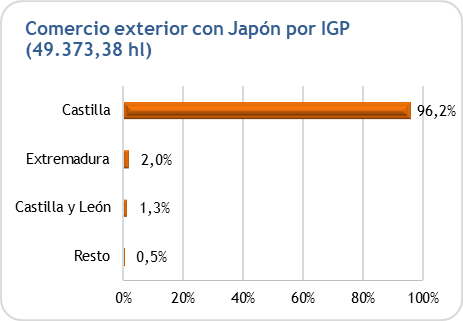 Comercio exterior con Japón por IGP
(49.373,38 hl)
Castilla 96,2%
Extremadura 2,0%
Castilla y León 1,3%
Resto 0,5%
0% 20% 40% 60% 80% 100%